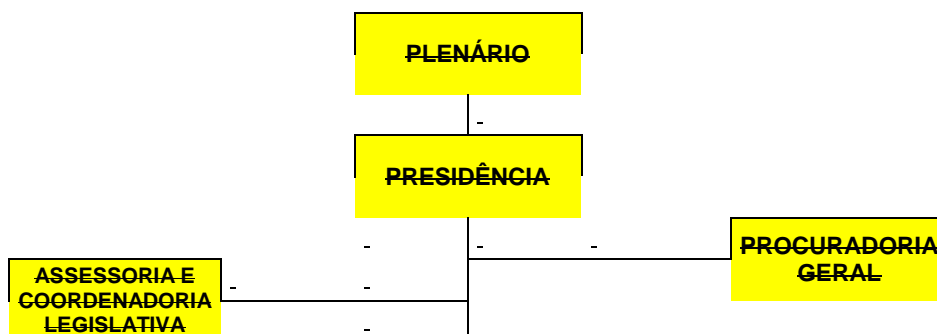 PLENÁRIO
-
PRESIDÊNCIA
- - -
PROCURADORIA
GERAL
ASSESSORIA E
COORDENADORIA
LEGISLATIVA
- -
-